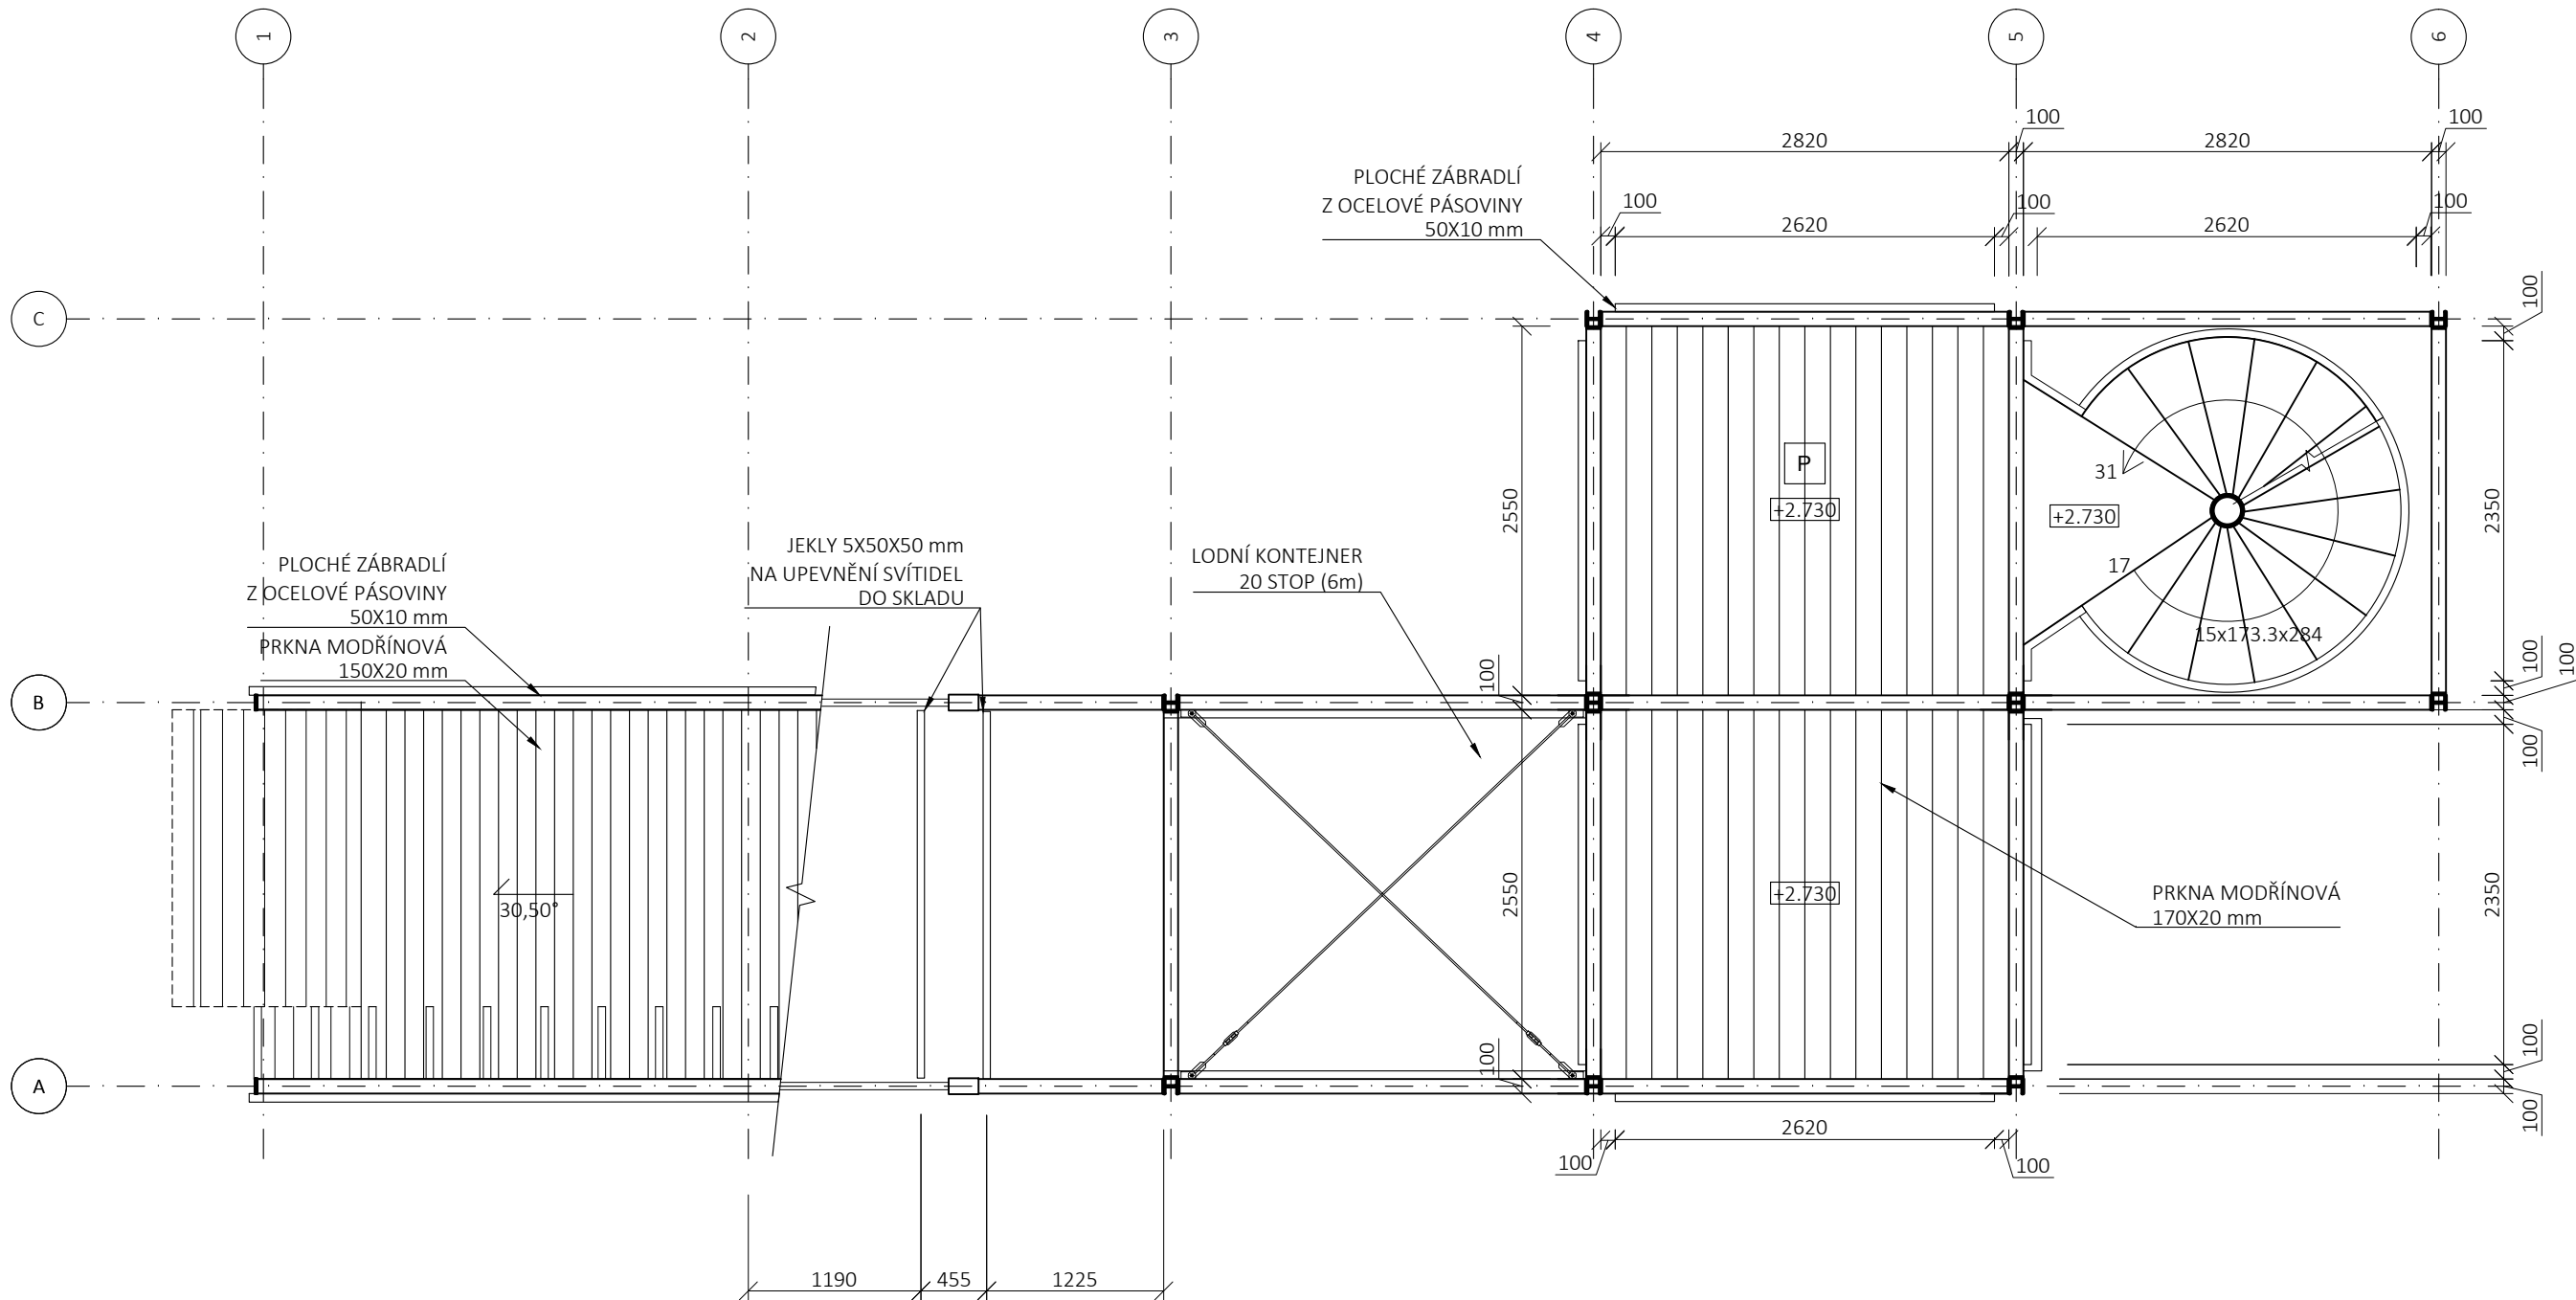 1
2
3
4
5
6
100
100
2820
2820
PLOCHÉ ZÁBRADLÍ
Z OCELOVÉ PÁSOVINY
50X10 mm
100
100
100
2620
2620
C
100
P
31
2550
+2.730
+2.730
2350
JEKLY 5X50X50 mm
NA UPEVNĚNÍ SVÍTIDEL
DO SKLADU
LODNÍ KONTEJNER
20 STOP (6m)
PLOCHÉ ZÁBRADLÍ
Z OCELOVÉ PÁSOVINY
50X10 mm
PRKNA MODŘÍNOVÁ
150X20 mm
17
15x173.3x284
100
100
100
B
100
30,50°
2550
+2.730
PRKNA MODŘÍNOVÁ
170X20 mm
2350
100
100
A
100
2620
100
100
1190
455
1225